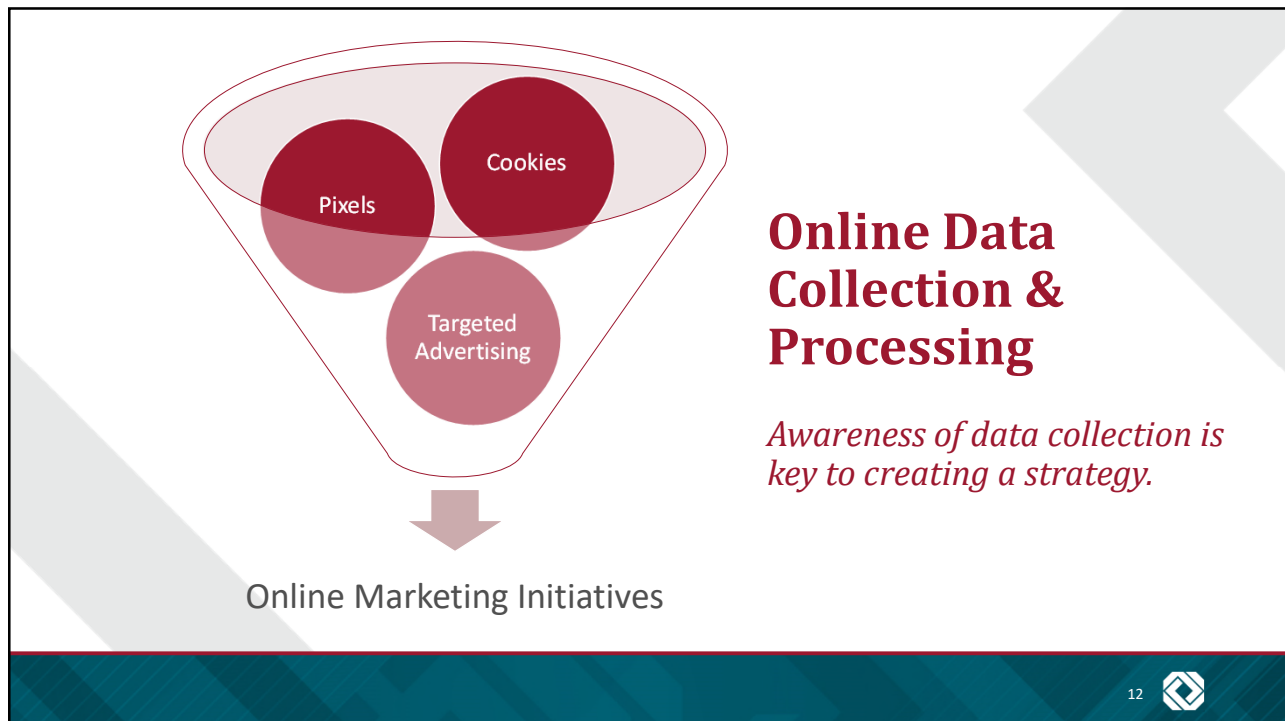 Cookies
Pixels
Targeted
Advertising
Online Marketing Initiatives
Online Data
Collection &
Processing
Awareness of data collection is
key to creating a strategy.
12